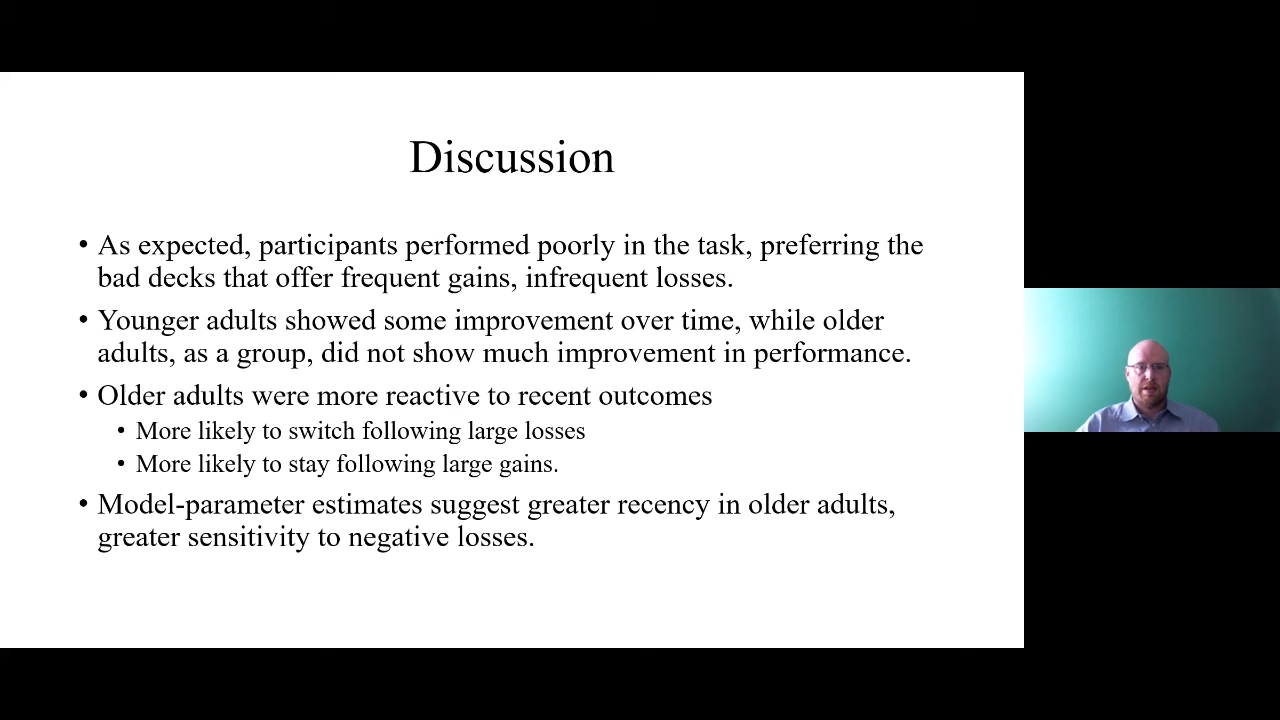 Discussion
• As expected, participants performed poorly in the task, preferring the
bad decks that offer frequent gains, infrequent losses.
• Younger adults showed some improvement over time, while older
adults, as a group, did not show much improvement in performance.
• Older adults were more reactive to recent outcomes
• More likely to switch following large losses
• More likely to stay following large gains.
• Model-parameter estimates suggest greater recency in older adults,
greater sensitivity to negative losses.